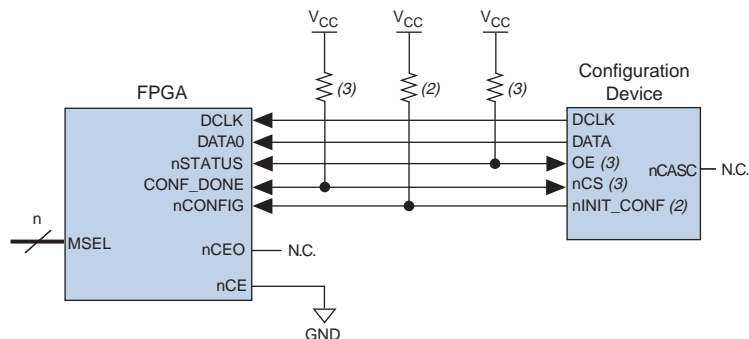 VCC VCC VCC
(3) (2) (3)
FPGA
Configuration
Device
DCLK
DATA0
nSTATUS
CONF_DONE
nCONFIG
n
MSEL
nCEO N.C.
nCE
GND
DCLK
DATA
OE (3)
nCS (3)
nINIT_CONF (2)
nCASC N.C.